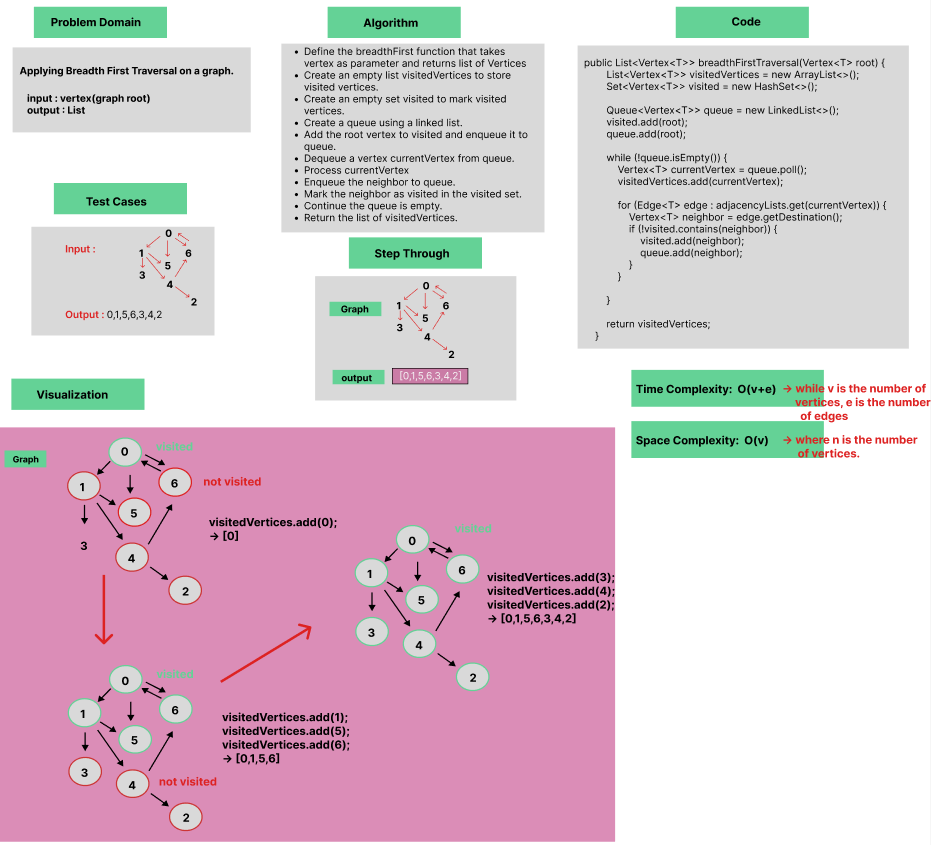 Problem Domain
Applying Breadth First Traversal on a graph.
input : vertex(graph root)
output : List
Test Cases
Input :
0
1
5
6
3
4
2
Output : 0,1,5,6,3,4,2
Algorithm
• Define the breadthFirst function that takes
vertex as parameter and returns list of Vertices
• Create an empty list visitedVertices to store
visited vertices.
• Create an empty set visited to mark visited
vertices.
• Create a queue using a linked list.
• Add the root vertex to visited and enqueue it to
queue.
• Dequeue a vertex currentVertex from queue.
• Process currentVertex
• Enqueue the neighbor to queue.
• Mark the neighbor as visited in the visited set.
• Continue the queue is empty.
• Return the list of visitedVertices.
Step Through
Graph
0
1
5
6
3
4
2
output
[0,1,5,6,3,4,2]
Code
public List<Vertex<T>> breadthFirstTraversal(Vertex<T> root) {
List<Vertex<T>> visitedVertices = new ArrayList<>();
Set<Vertex<T>> visited = new HashSet<>();
Queue<Vertex<T>> queue = new LinkedList<>();
visited.add(root);
queue.add(root);
while (!queue.isEmpty()) {
Vertex<T> currentVertex = queue.poll();
visitedVertices.add(currentVertex);
for (Edge<T> edge : adjacencyLists.get(currentVertex)) {
Vertex<T> neighbor = edge.getDestination();
if (!visited.contains(neighbor)) {
visited.add(neighbor);
queue.add(neighbor);
}
}
}
return visitedVertices;
}
Time Complexity: O(v+e) → while v is the number of
vertices, e is the number
of edges
Space Complexity: O(v) → where n is the number
of vertices.
Visualization
Graph
visited
0
1
6
not visited
5
3
4
2
visitedVertices.add(0);
→ [0]
visited
0
1
6
5
3
4
not visited
2
visitedVertices.add(1);
visitedVertices.add(5);
visitedVertices.add(6);
→ [0,1,5,6]
visited
0
1
6
5
3
4
2
visitedVertices.add(3);
visitedVertices.add(4);
visitedVertices.add(2);
→ [0,1,5,6,3,4,2]